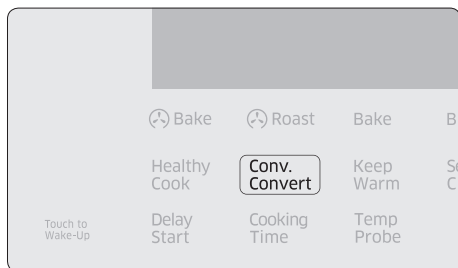 Bake Roast Bake B
Healthy Cook
Conv. Convert
Keep Warm
Touch to Wake-Up
Delay Start
Cooking Time
Temp Probe